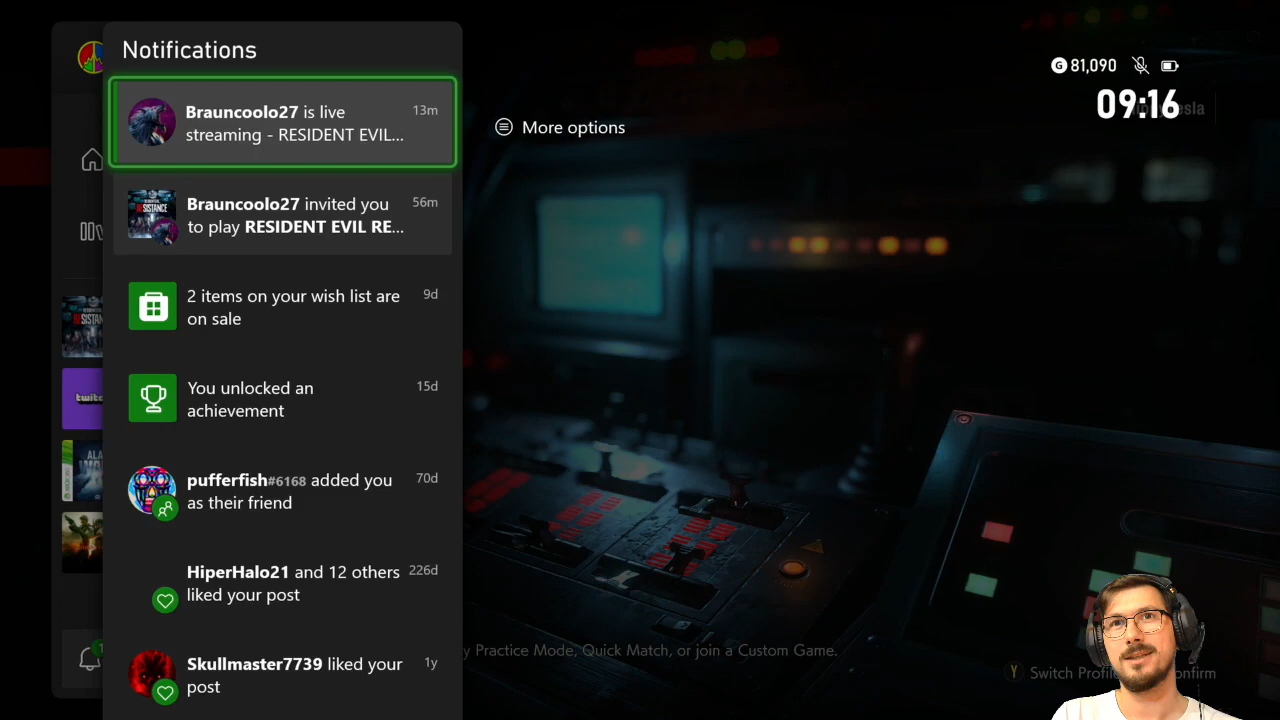 Notifications
Brauncoolo27 is live
streaming - RESIDENT EVIL...
13m
Brauncoolo27 invited you
to play RESIDENT EVIL RE...
56m
2 items on your wish list are
on sale
9d
You unlocked an
achievement
15d
pufferfish#6168 added you
as their friend
70d
HiperHalo21 and 12 others
liked your post
226d
Skullmaster7739 liked your
post
1y
More options
G 81,090
09:16
Practice Mode, Quick Match, or join a Custom Game.
Y Switch Profile